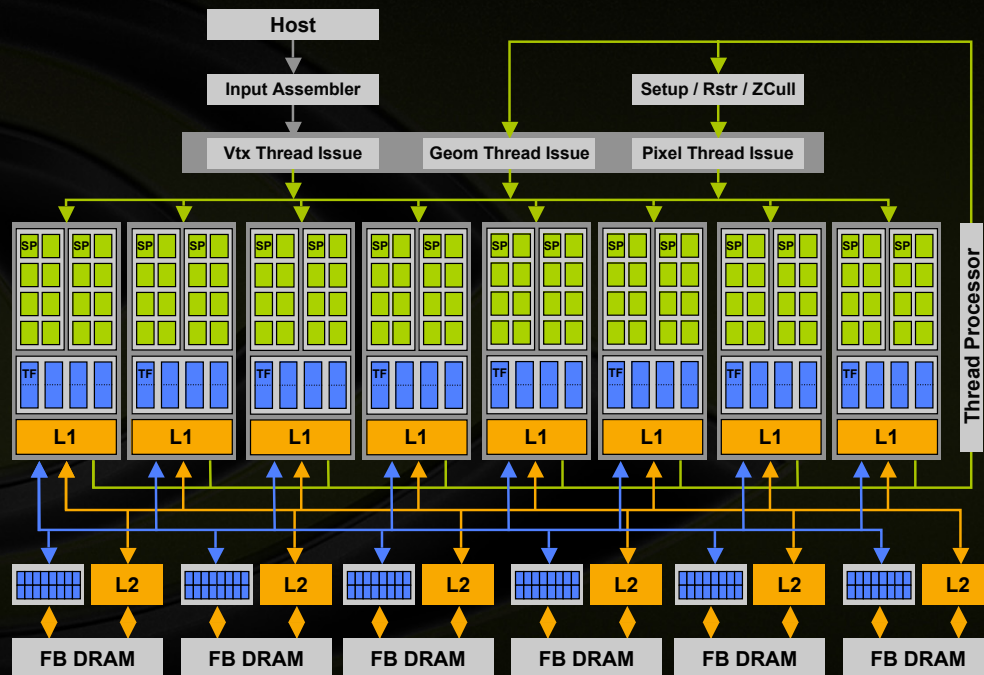 Host
Input Assembler
Setup / Rstr / ZCull
Vtx Thread Issue
Geom Thread Issue
Pixel Thread Issue
SP SP SP SP SP SP SP SP SP SP SP SP SP SP SP SP
Thread Processor
TF TF TF TF TF TF TF TF
L1 L1 L1 L1 L1 L1 L1 L1
L2 L2 L2 L2 L2 L2
FB DRAM FB DRAM FB DRAM FB DRAM FB DRAM FB DRAM